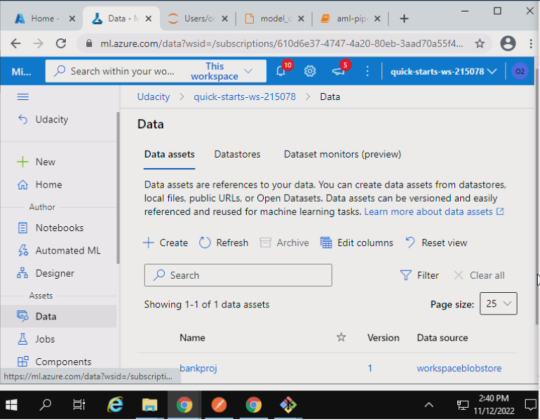 Home -
Data - M
Users/od
model_c
aml-pip
ml.azure.com/data?wsid=/subscriptions/610d6e37-4747-4a20-80eb-3aad70a55f4...
Mi...
Search within your wo...
This workspace
10
5
quick-starts-ws-215078
O2
Udacity > quick-starts-ws-215078 > Data
Udacity
New
Home
Author
Notebooks
Automated ML
Designer
Assets
Data
Jobs
Components
Data
Data assets
Datastores
Dataset monitors (preview)
Data assets are references to your data. You can create data assets from datastores,
local files, public URLs, or Open Datasets. Data assets can be versioned and easily
referenced and reused for machine learning tasks. Learn more about data assets
Create
Refresh
Archive
Edit columns
Reset view
Search
Filter
Clear all
Showing 1-1 of 1 data assets
Page size:
25
Name
Version
Data source
bankproj
1
workspaceblobstore
https://ml.azure.com/data?wsid=/subscripti...
2:40 PM
11/12/2022